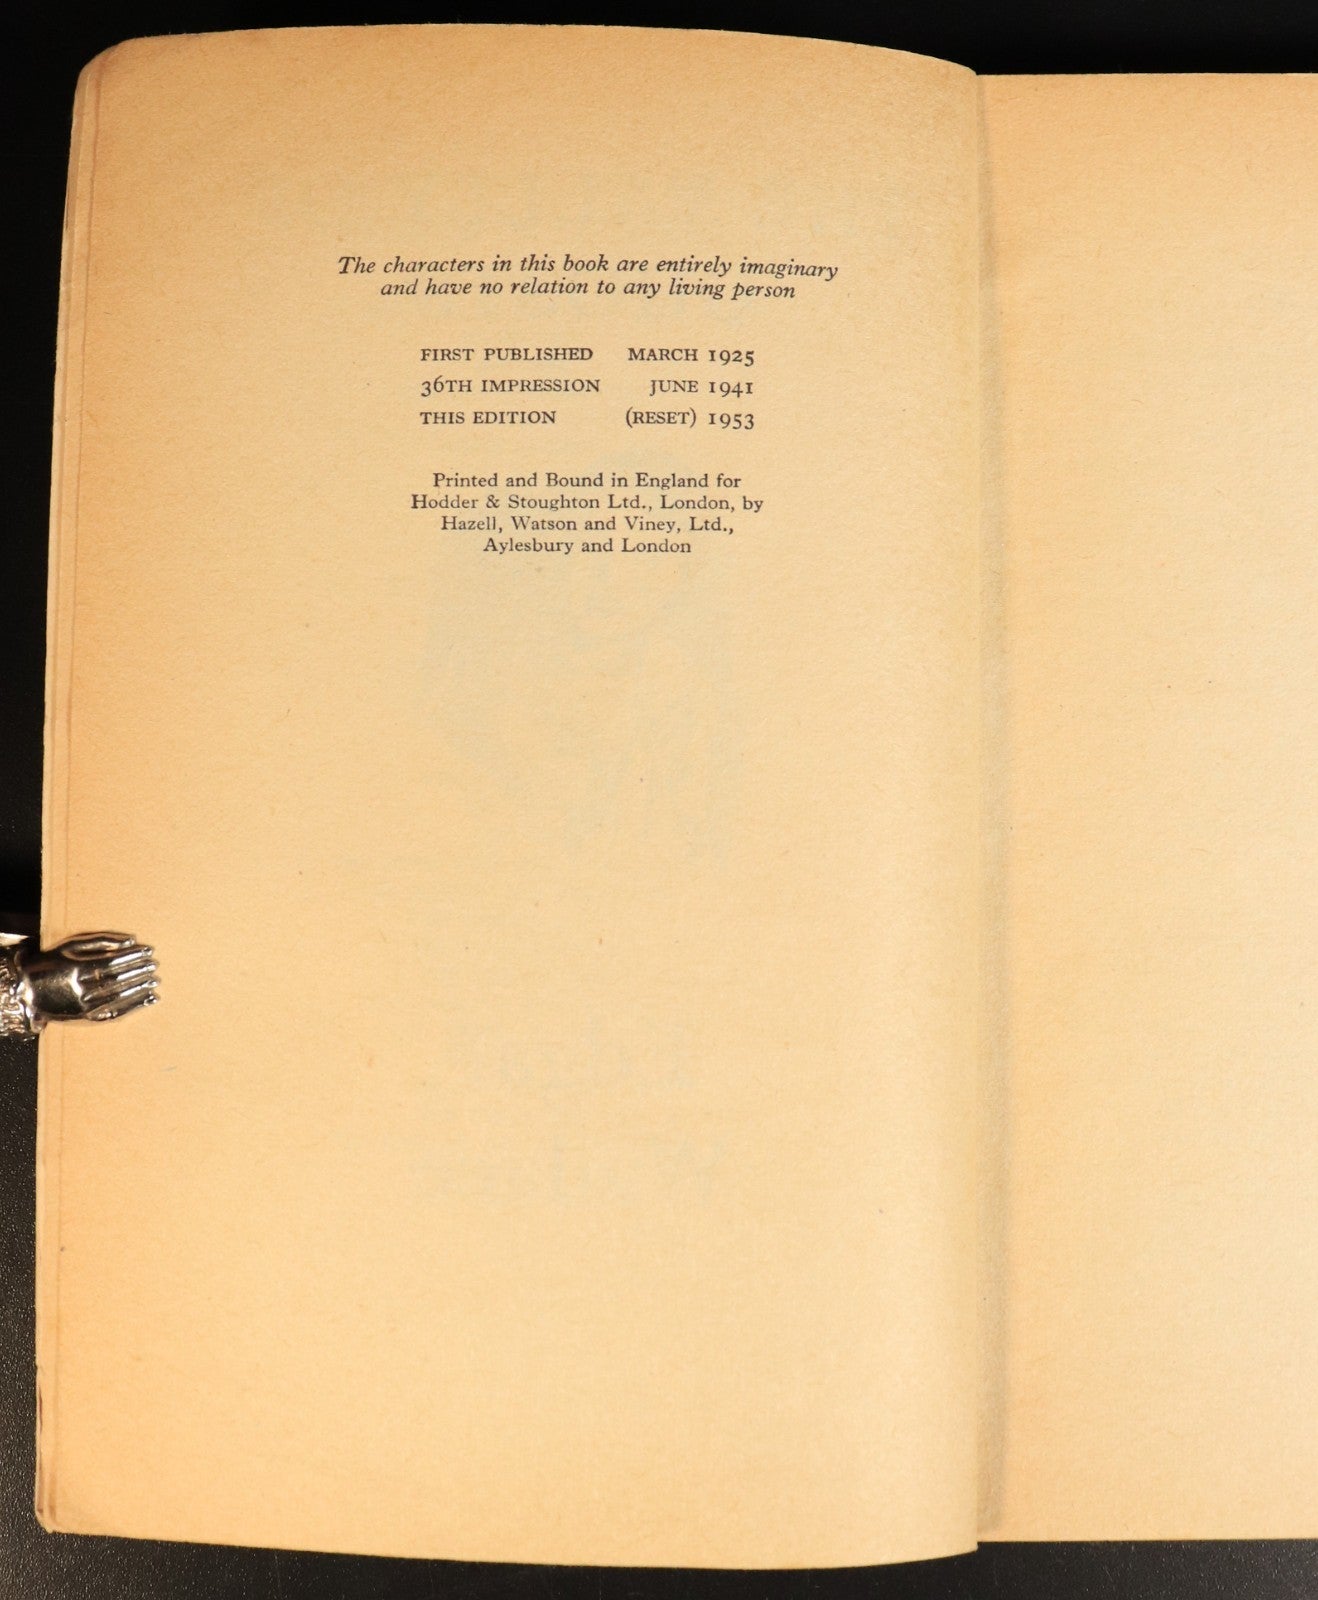 The characters in this book are entirely imaginary
and have no relation to any living person
FIRST PUBLISHED MARCH 1925
36TH IMPRESSION JUNE 1941
THIS EDITION (RESET) 1953
Printed and Bound in England for
Hodder & Stoughton Ltd., London, by
Hazell, Watson and Viney, Ltd.,
Aylesbury and London